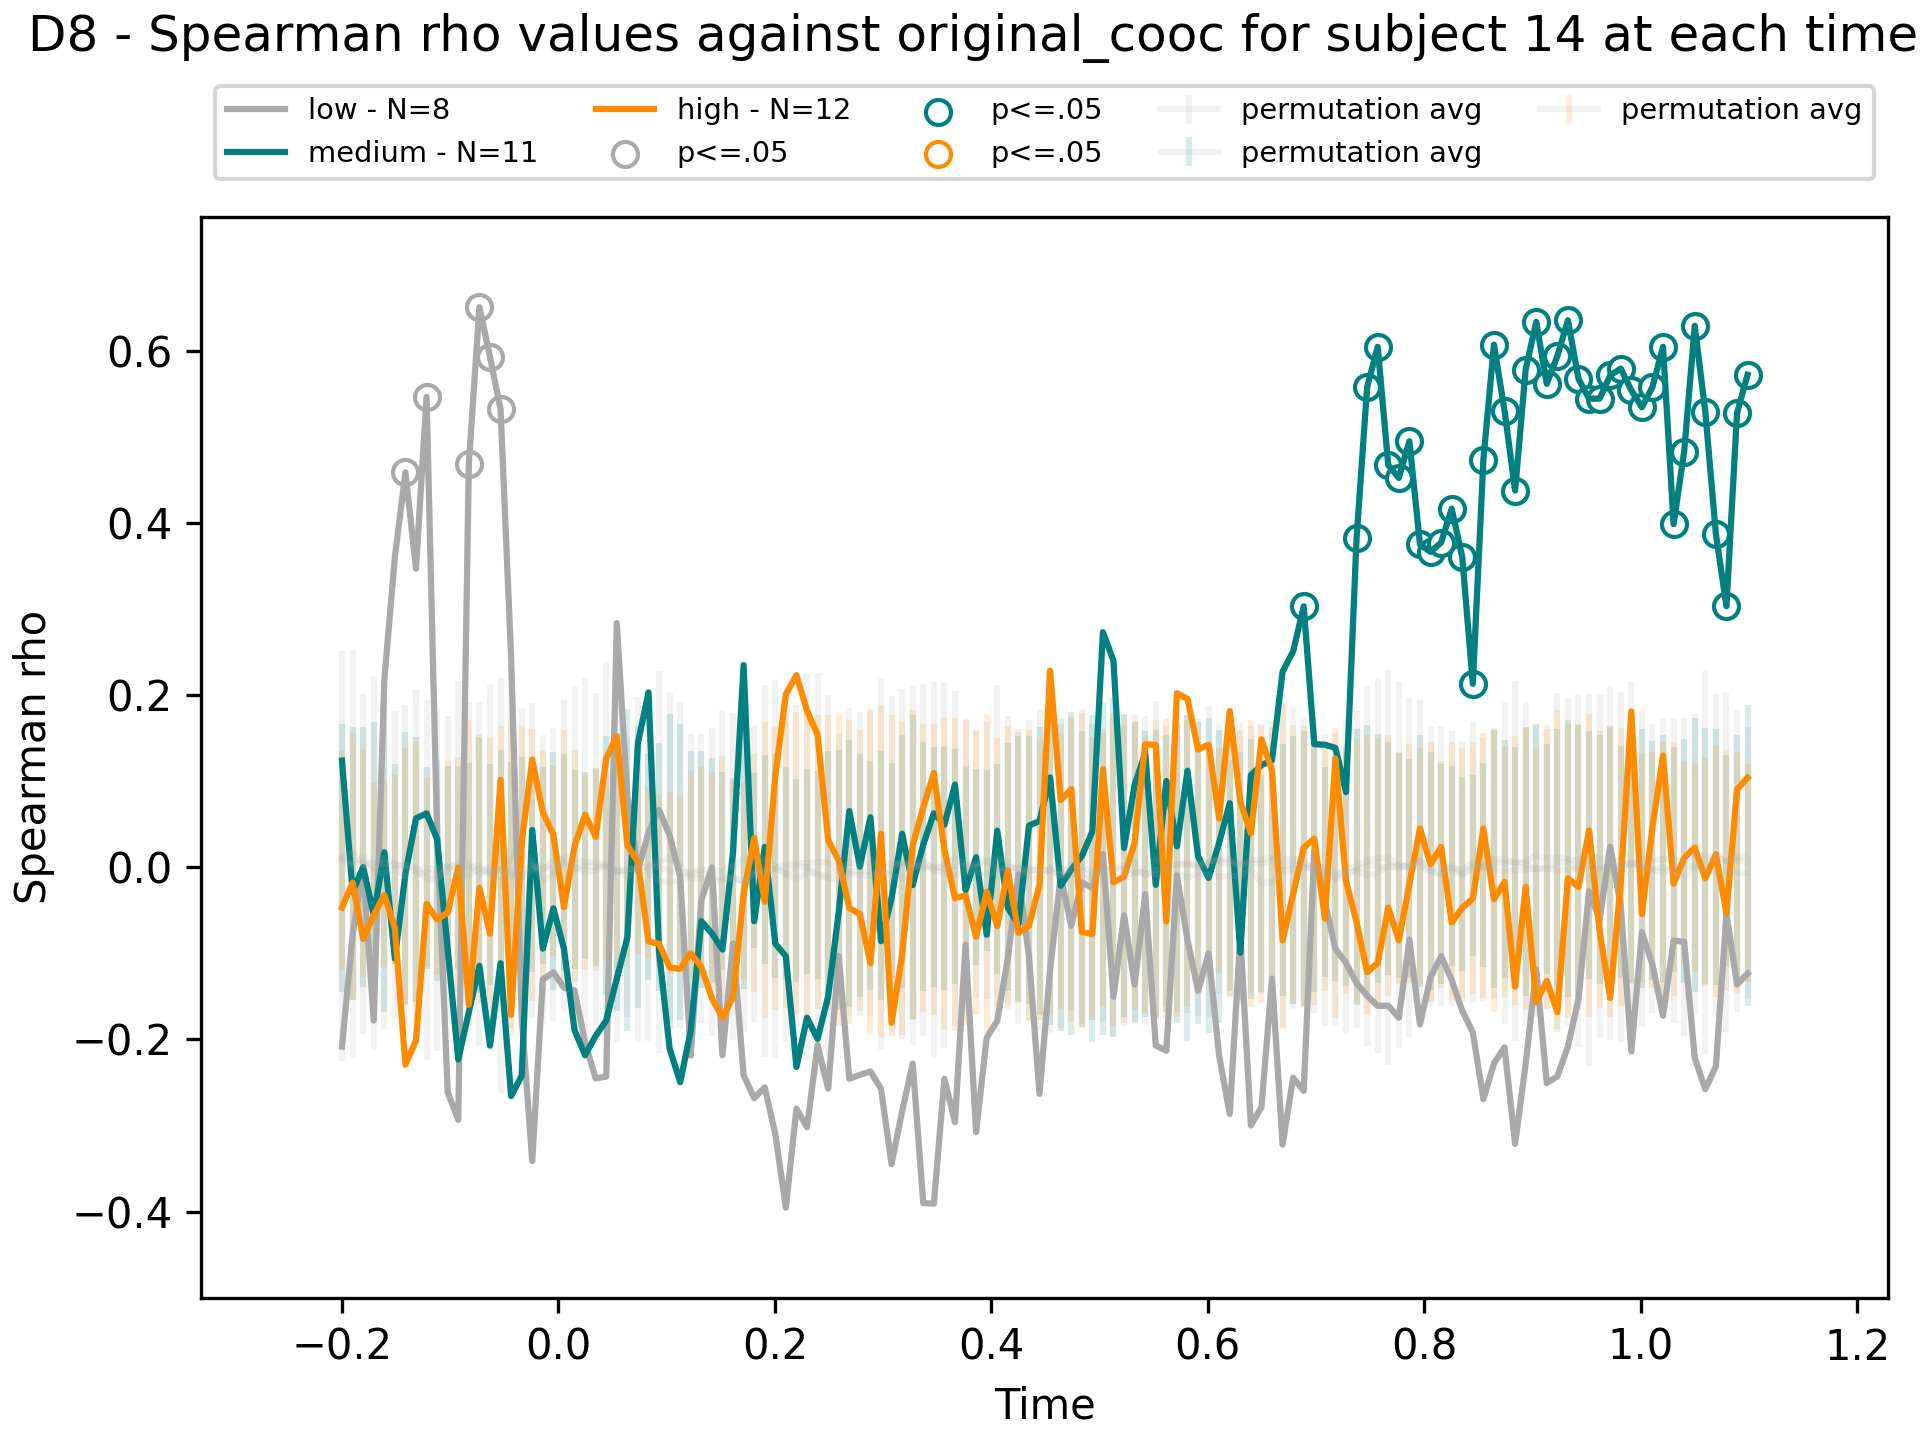 D8 - Spearman rho values against original_cooc for subject 14 at each time
low - N=8
medium - N=11
high - N=12
p<=.05
p<=.05
p<=.05
permutation avg
permutation avg
permutation avg
Spearman rho
0.6
0.4
0.2
0.0
−0.2
−0.4
−0.2 0.0 0.2 0.4 0.6 0.8 1.0 1.2
Time